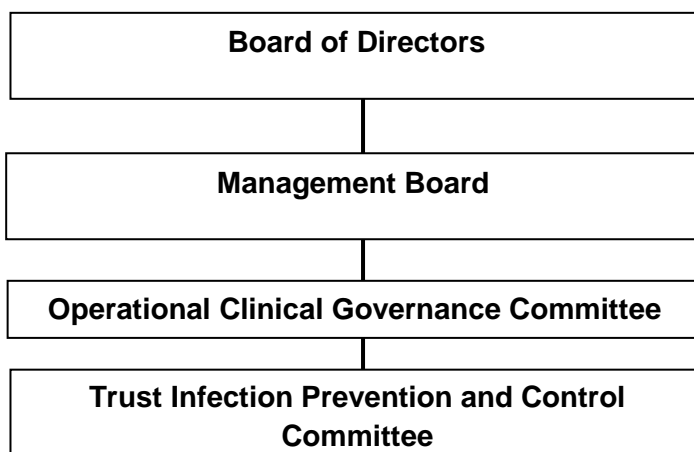 Board of Directors
Management Board
Operational Clinical Governance Committee
Trust Infection Prevention and Control
Committee